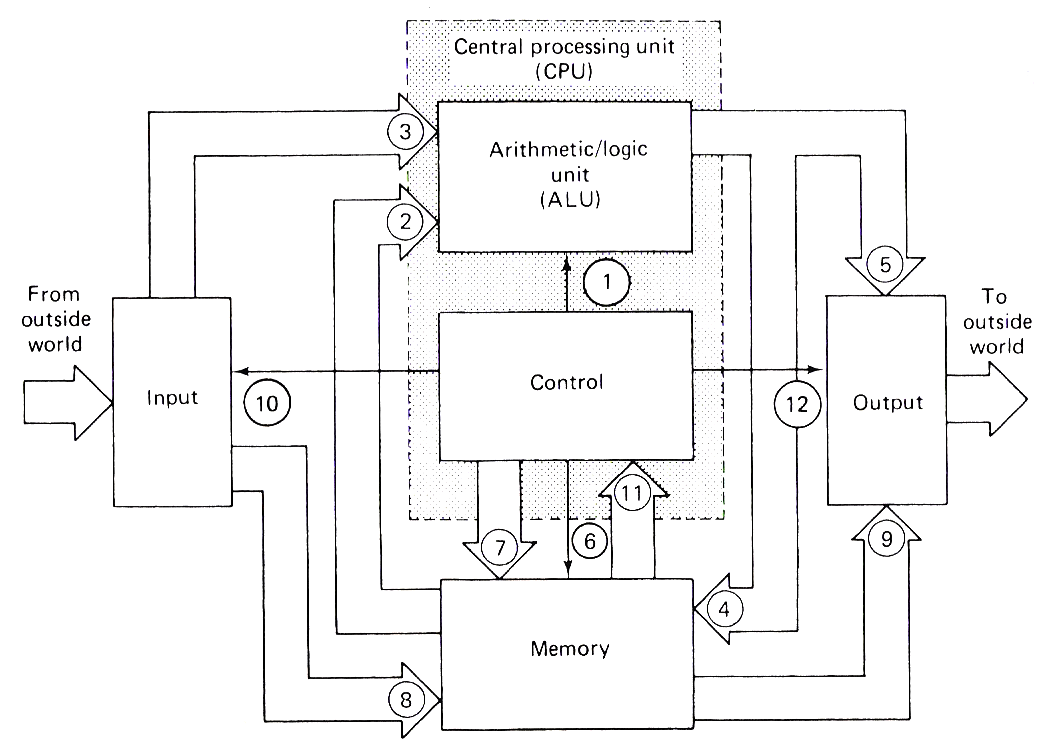 Central processing unit
(CPU)
3
Arithmetic/logic
unit
(ALU)
2
1
5
From
outside
world
To
outside
world
Input
10
Control
12
Output
11
7
6
9
4
Memory
8